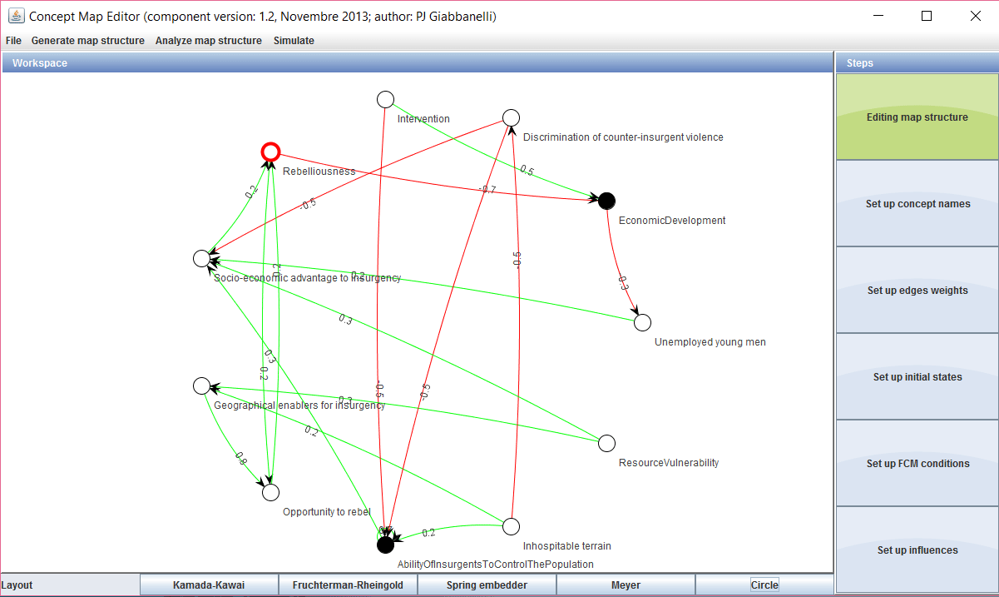 Concept Map Editor (component version: 1.2, Novembre 2013; author: PJ Giabbanelli)
File Generate map structure Analyze map structure Simulate
Workspace
Steps
Intervention
Discrimination of counter-insurgent violence
Rebelliousness
0.5
-0.7
0.2
-0.5
EconomicDevelopment
-0.5
0.2
Socio-economic advantage to insurgency
0.2
0.3
Unemployed young men
0.3
0.3
0.2
Geographical enablers for insurgency
0.3
-0.5
-0.5
0.2
0.8
ResourceVulnerability
Opportunity to rebel
0.2
Inhospitable terrain
AbilityOfInsurgentsToControlThePopulation
Editing map structure
Set up concept names
Set up edges weights
Set up initial states
Set up FCM conditions
Set up influences
Layout Kamada-Kawai Fruchterman-Rheingold Spring embedder Meyer Circle